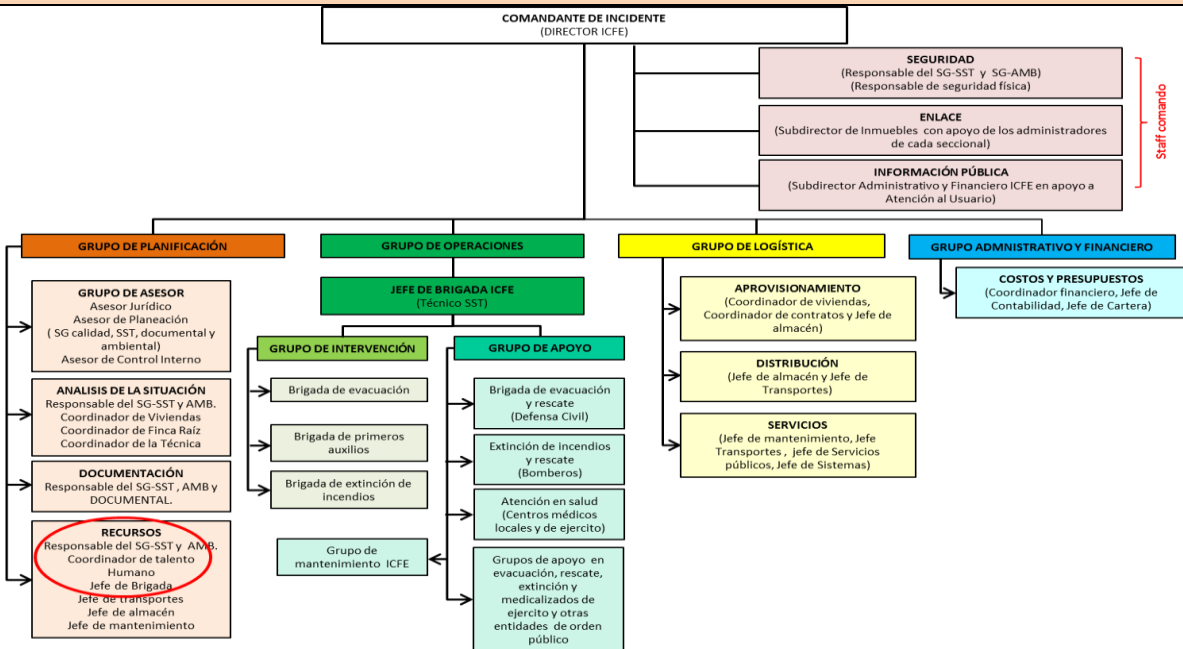 COMANDANTE DE INCIDENTE
(DIRECTOR ICFE)
SEGURIDAD
(Responsable del SG-SST y SG-AMB)
(Responsable de seguridad física)
ENLACE
(Subdirector de Inmuebles con apoyo de los administradores
de cada seccional)
INFORMACIÓN PÚBLICA
(Subdirector Administrativo y Financiero ICFE en apoyo a
Atención al Usuario)
Staff comando
GRUPO DE PLANIFICACIÓN
GRUPO DE ASESOR
Asesor Jurídico
Asesor de Planeación
( SG calidad, SST, documental y
ambiental)
Asesor de Control Interno
ANALISIS DE LA SITUACIÓN
Responsable del SG-SST y AMB.
Coordinador de Viviendas
Coordinador de Finca Raíz
Coordinador de la Técnica
DOCUMENTACIÓN
Responsable del SG-SST , AMB y
DOCUMENTAL.
RECURSOS
Responsable del SG-SST y AMB.
Coordinador de talento
Humano
Jefe de Brigada
Jefe de transportes
Jefe de almacén
Jefe de mantenimiento
GRUPO DE OPERACIONES
JEFE DE BRIGADA ICFE
(Técnico SST)
GRUPO DE INTERVENCIÓN
Brigada de evacuación
Brigada de primeros
auxilios
Brigada de extinción de
incendios
GRUPO DE APOYO
Brigada de evacuación
y rescate
(Defensa Civil)
Extinción de incendios
y rescate
(Bomberos)
Atención en salud
(Centros médicos
locales y de ejercito)
Grupo de
mantenimiento ICFE
Grupos de apoyo en
evacuación, rescate,
extinción y
medicalizados de
ejercito y otras
entidades de orden
público
GRUPO DE LOGÍSTICA
APROVISIONAMIENTO
(Coordinador de viviendas,
Coordinador de contratos y Jefe de
almacén)
DISTRIBUCIÓN
(Jefe de almacén y Jefe de
Transportes)
SERVICIOS
(Jefe de mantenimiento, Jefe
Transportes , jefe de Servicios
públicos, Jefe de Sistemas)
GRUPO ADMNISTRATIVO Y FINANCIERO
COSTOS Y PRESUPUESTOS
(Coordinador financiero, Jefe de
Contabilidad, Jefe de Cartera)